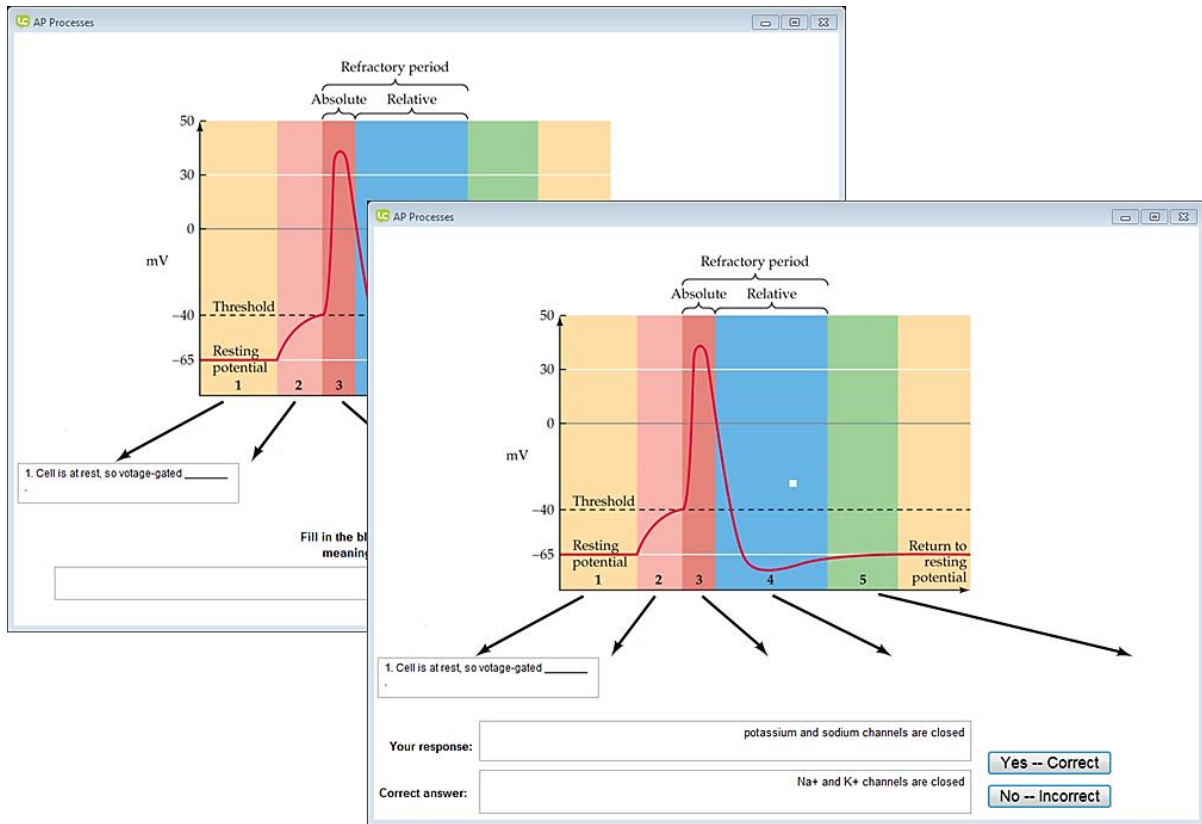 AP Processes
Refractory period
Absolute Relative
50
30
0
mV
Threshold
-40
Resting
potential
-65
1 2 3
1. Cell is at rest, so votage-gated ______
.
Fill in the
meaning
AP Processes
Refractory period
Absolute Relative
50
30
0
mV
Threshold
-40
Resting
potential
-65
Return to
resting
potential
1 2 3 4 5
1. Cell is at rest, so votage-gated ______
.
Your response:
potassium and sodium channels are closed
Correct answer:
Na+ and K+ channels are closed
Yes -- Correct
No -- Incorrect